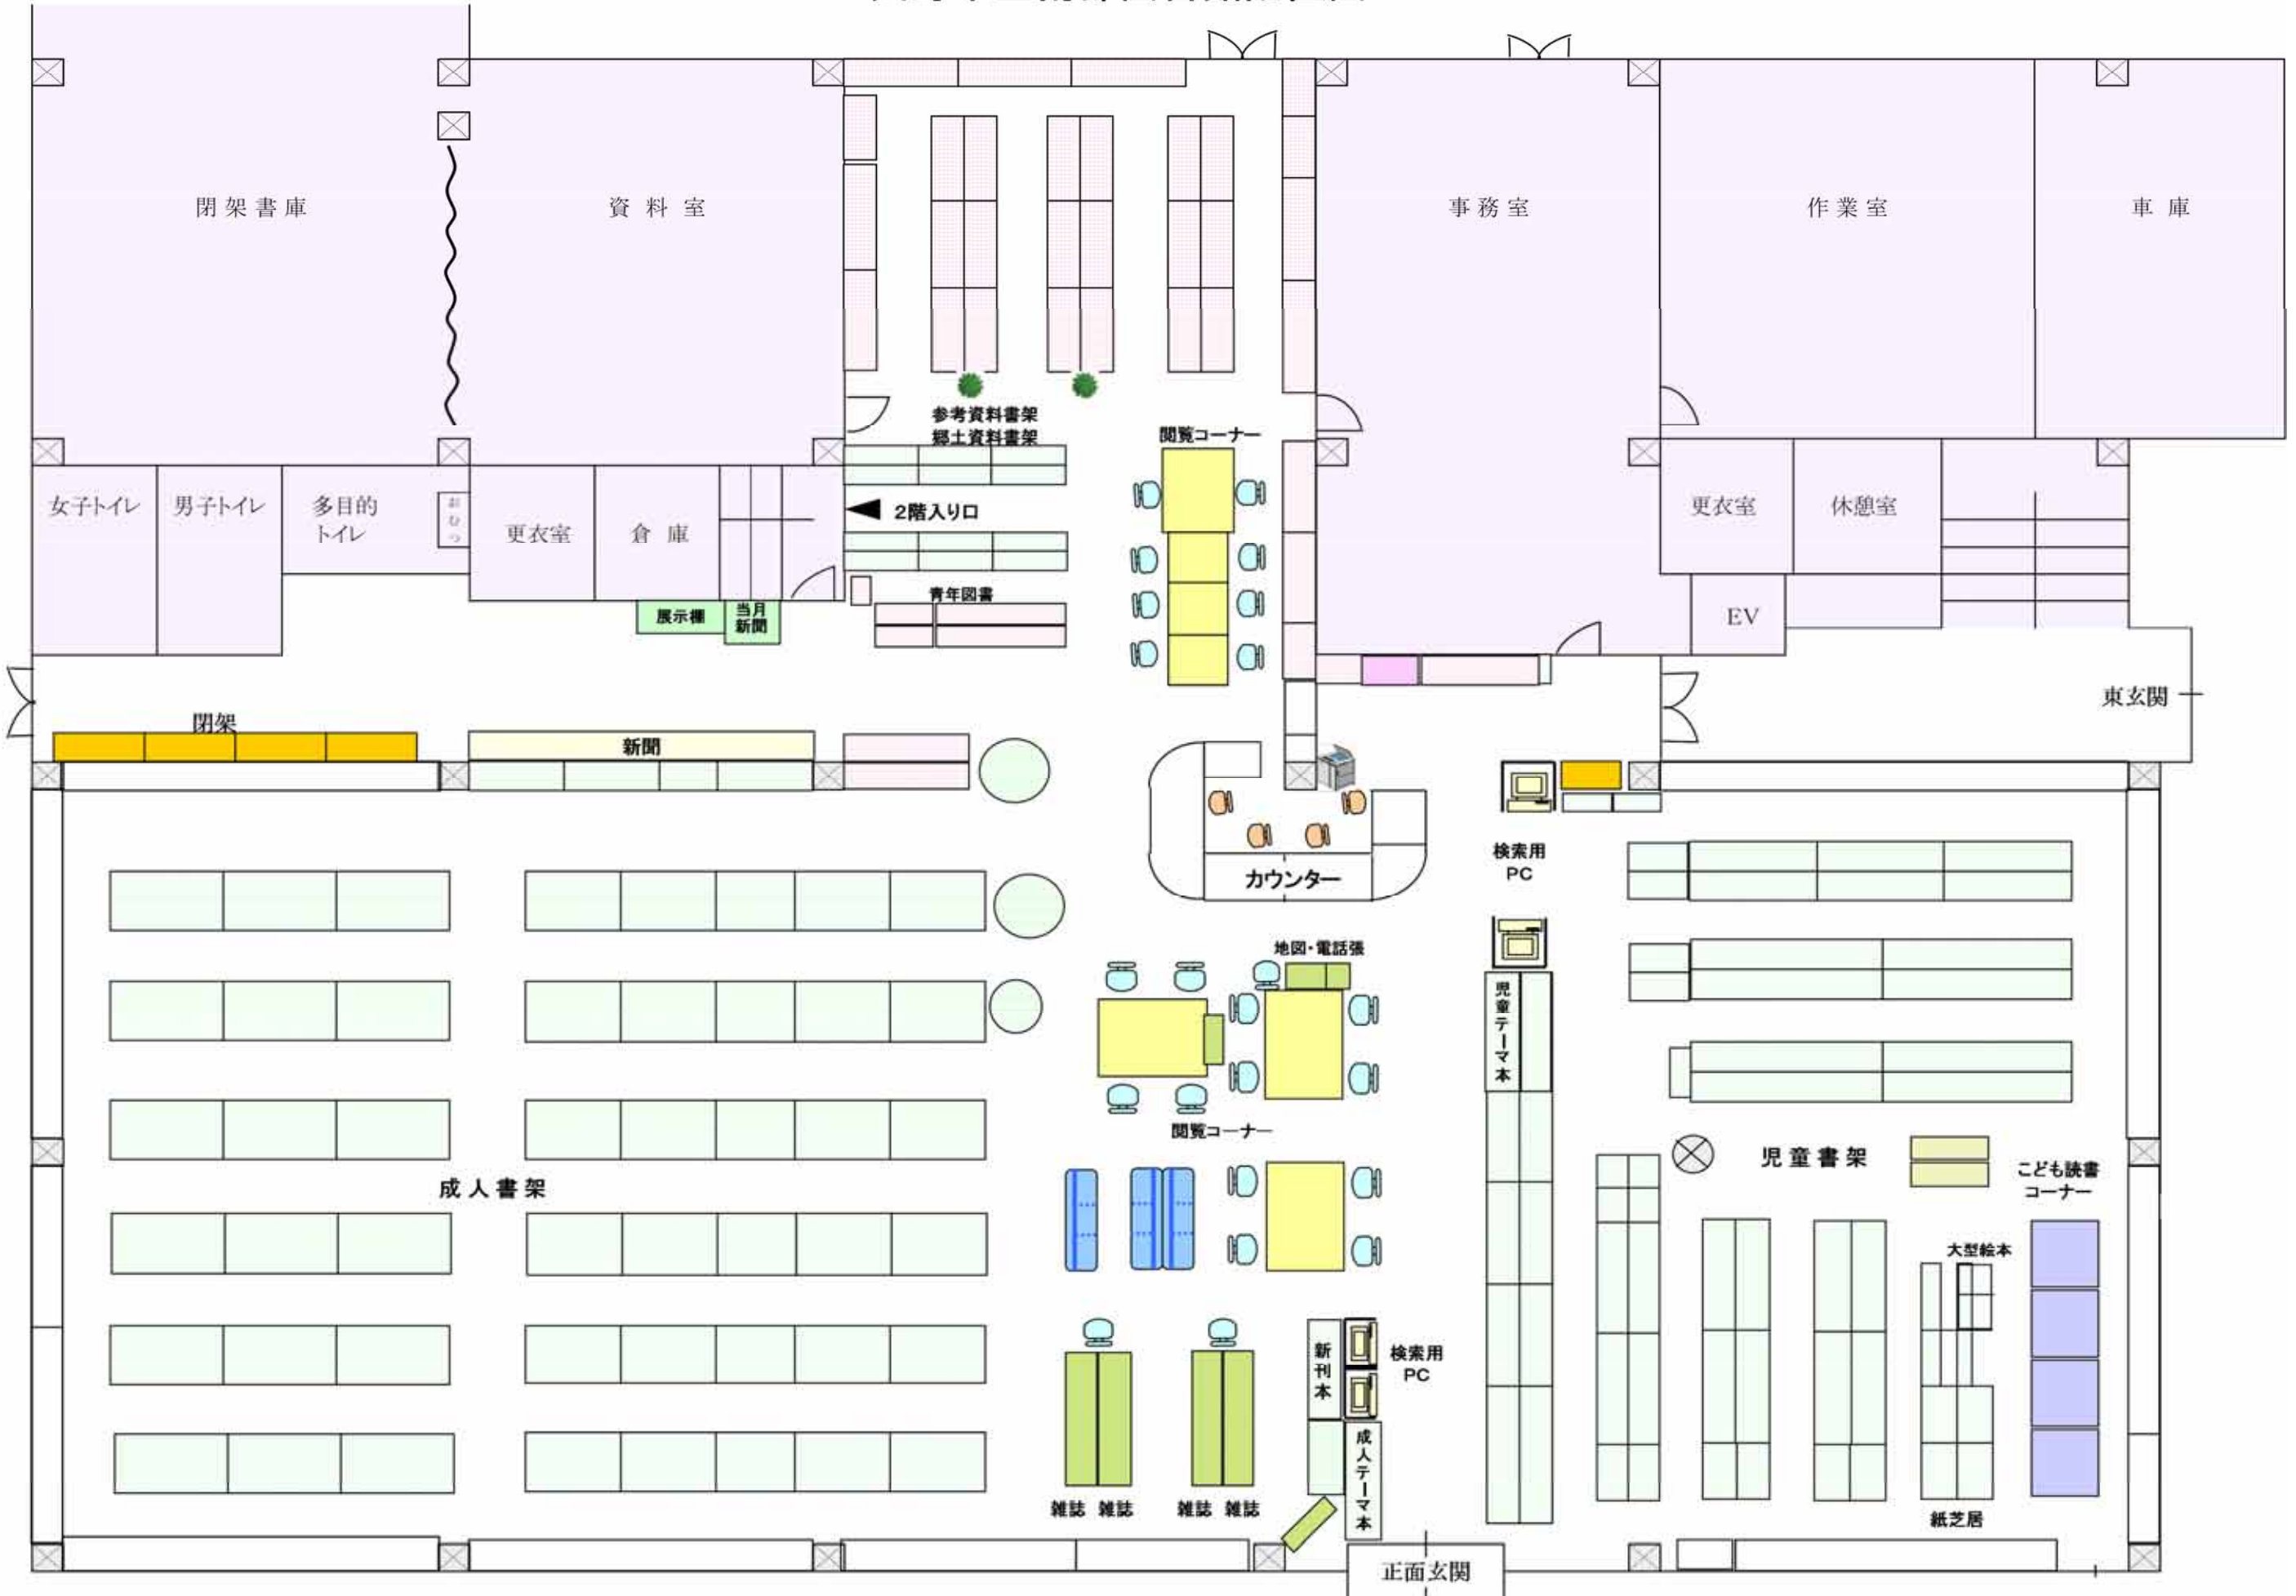 閉架書庫
資料室
事務室
作業室
車庫
参考資料書架
郷土資料書架
閲覧コーナー
女子トイレ
男子トイレ
多目的
トイレ
おむつ
更衣室
倉庫
2階入り口
更衣室
休憩室
青年図書
展示棚
当月
新聞
EV
東玄関
閉架
新聞
検索用
PC
カウンター
地図・電話張
児童テーマ本
閲覧コーナー
児童書架
こども読書
コーナー
成人書架
大型絵本
新刊本
検索用
PC
成人テーマ本
雑誌 雑誌
雑誌 雑誌
紙芝居
正面玄関